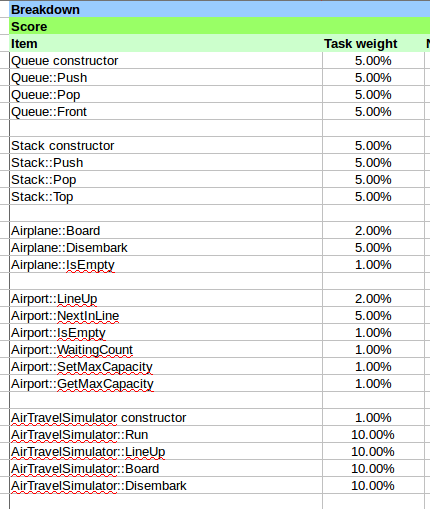 Breakdown
Score
Item Task weight
Queue constructor 5.00%
Queue::Push 5.00%
Queue::Pop 5.00%
Queue::Front 5.00%
Stack constructor 5.00%
Stack::Push 5.00%
Stack::Pop 5.00%
Stack::Top 5.00%
Airplane::Board 2.00%
Airplane::Disembark 5.00%
Airplane::IsEmpty 1.00%
Airport::LineUp 2.00%
Airport::NextInLine 5.00%
Airport::IsEmpty 1.00%
Airport::WaitingCount 1.00%
Airport::SetMaxCapacity 1.00%
Airport::GetMaxCapacity 1.00%
AirTravelSimulator constructor 1.00%
AirTravelSimulator::Run 10.00%
AirTravelSimulator::LineUp 10.00%
AirTravelSimulator::Board 10.00%
AirTravelSimulator::Disembark 10.00%